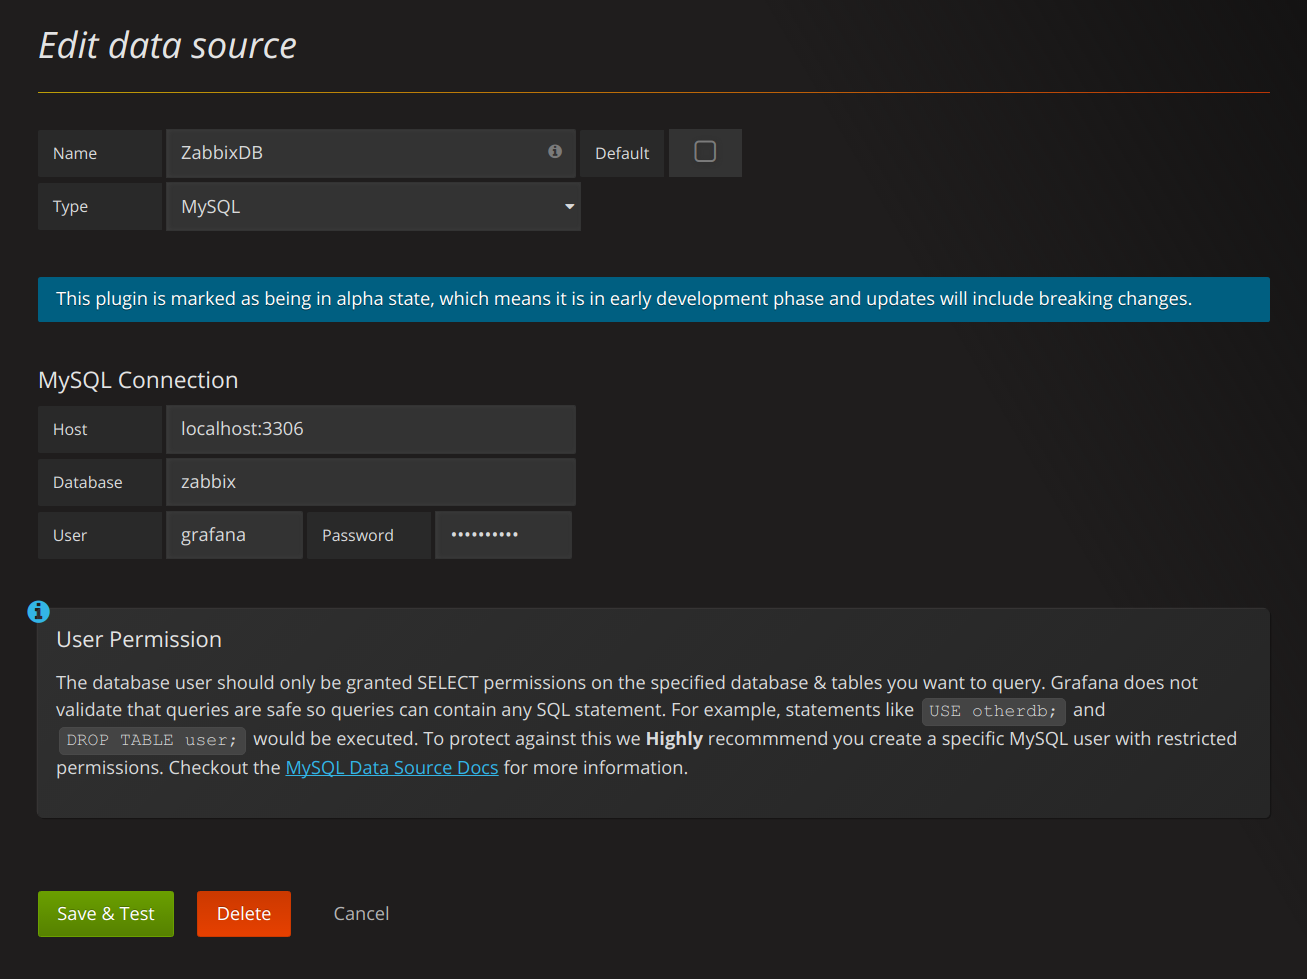 Edit data source
Name ZabbixDB Default
Type MySQL
This plugin is marked as being in alpha state, which means it is in early development phase and updates will include breaking changes.
MySQL Connection
Host localhost:3306
Database zabbix
User grafana Password ••••••••••
User Permission
The database user should only be granted SELECT permissions on the specified database & tables you want to query. Grafana does not
validate that queries are safe so queries can contain any SQL statement. For example, statements like USE otherdb; and
DROP TABLE user; would be executed. To protect against this we Highly recommmend you create a specific MySQL user with restricted
permissions. Checkout the MySQL Data Source Docs for more information.
Save & Test Delete Cancel